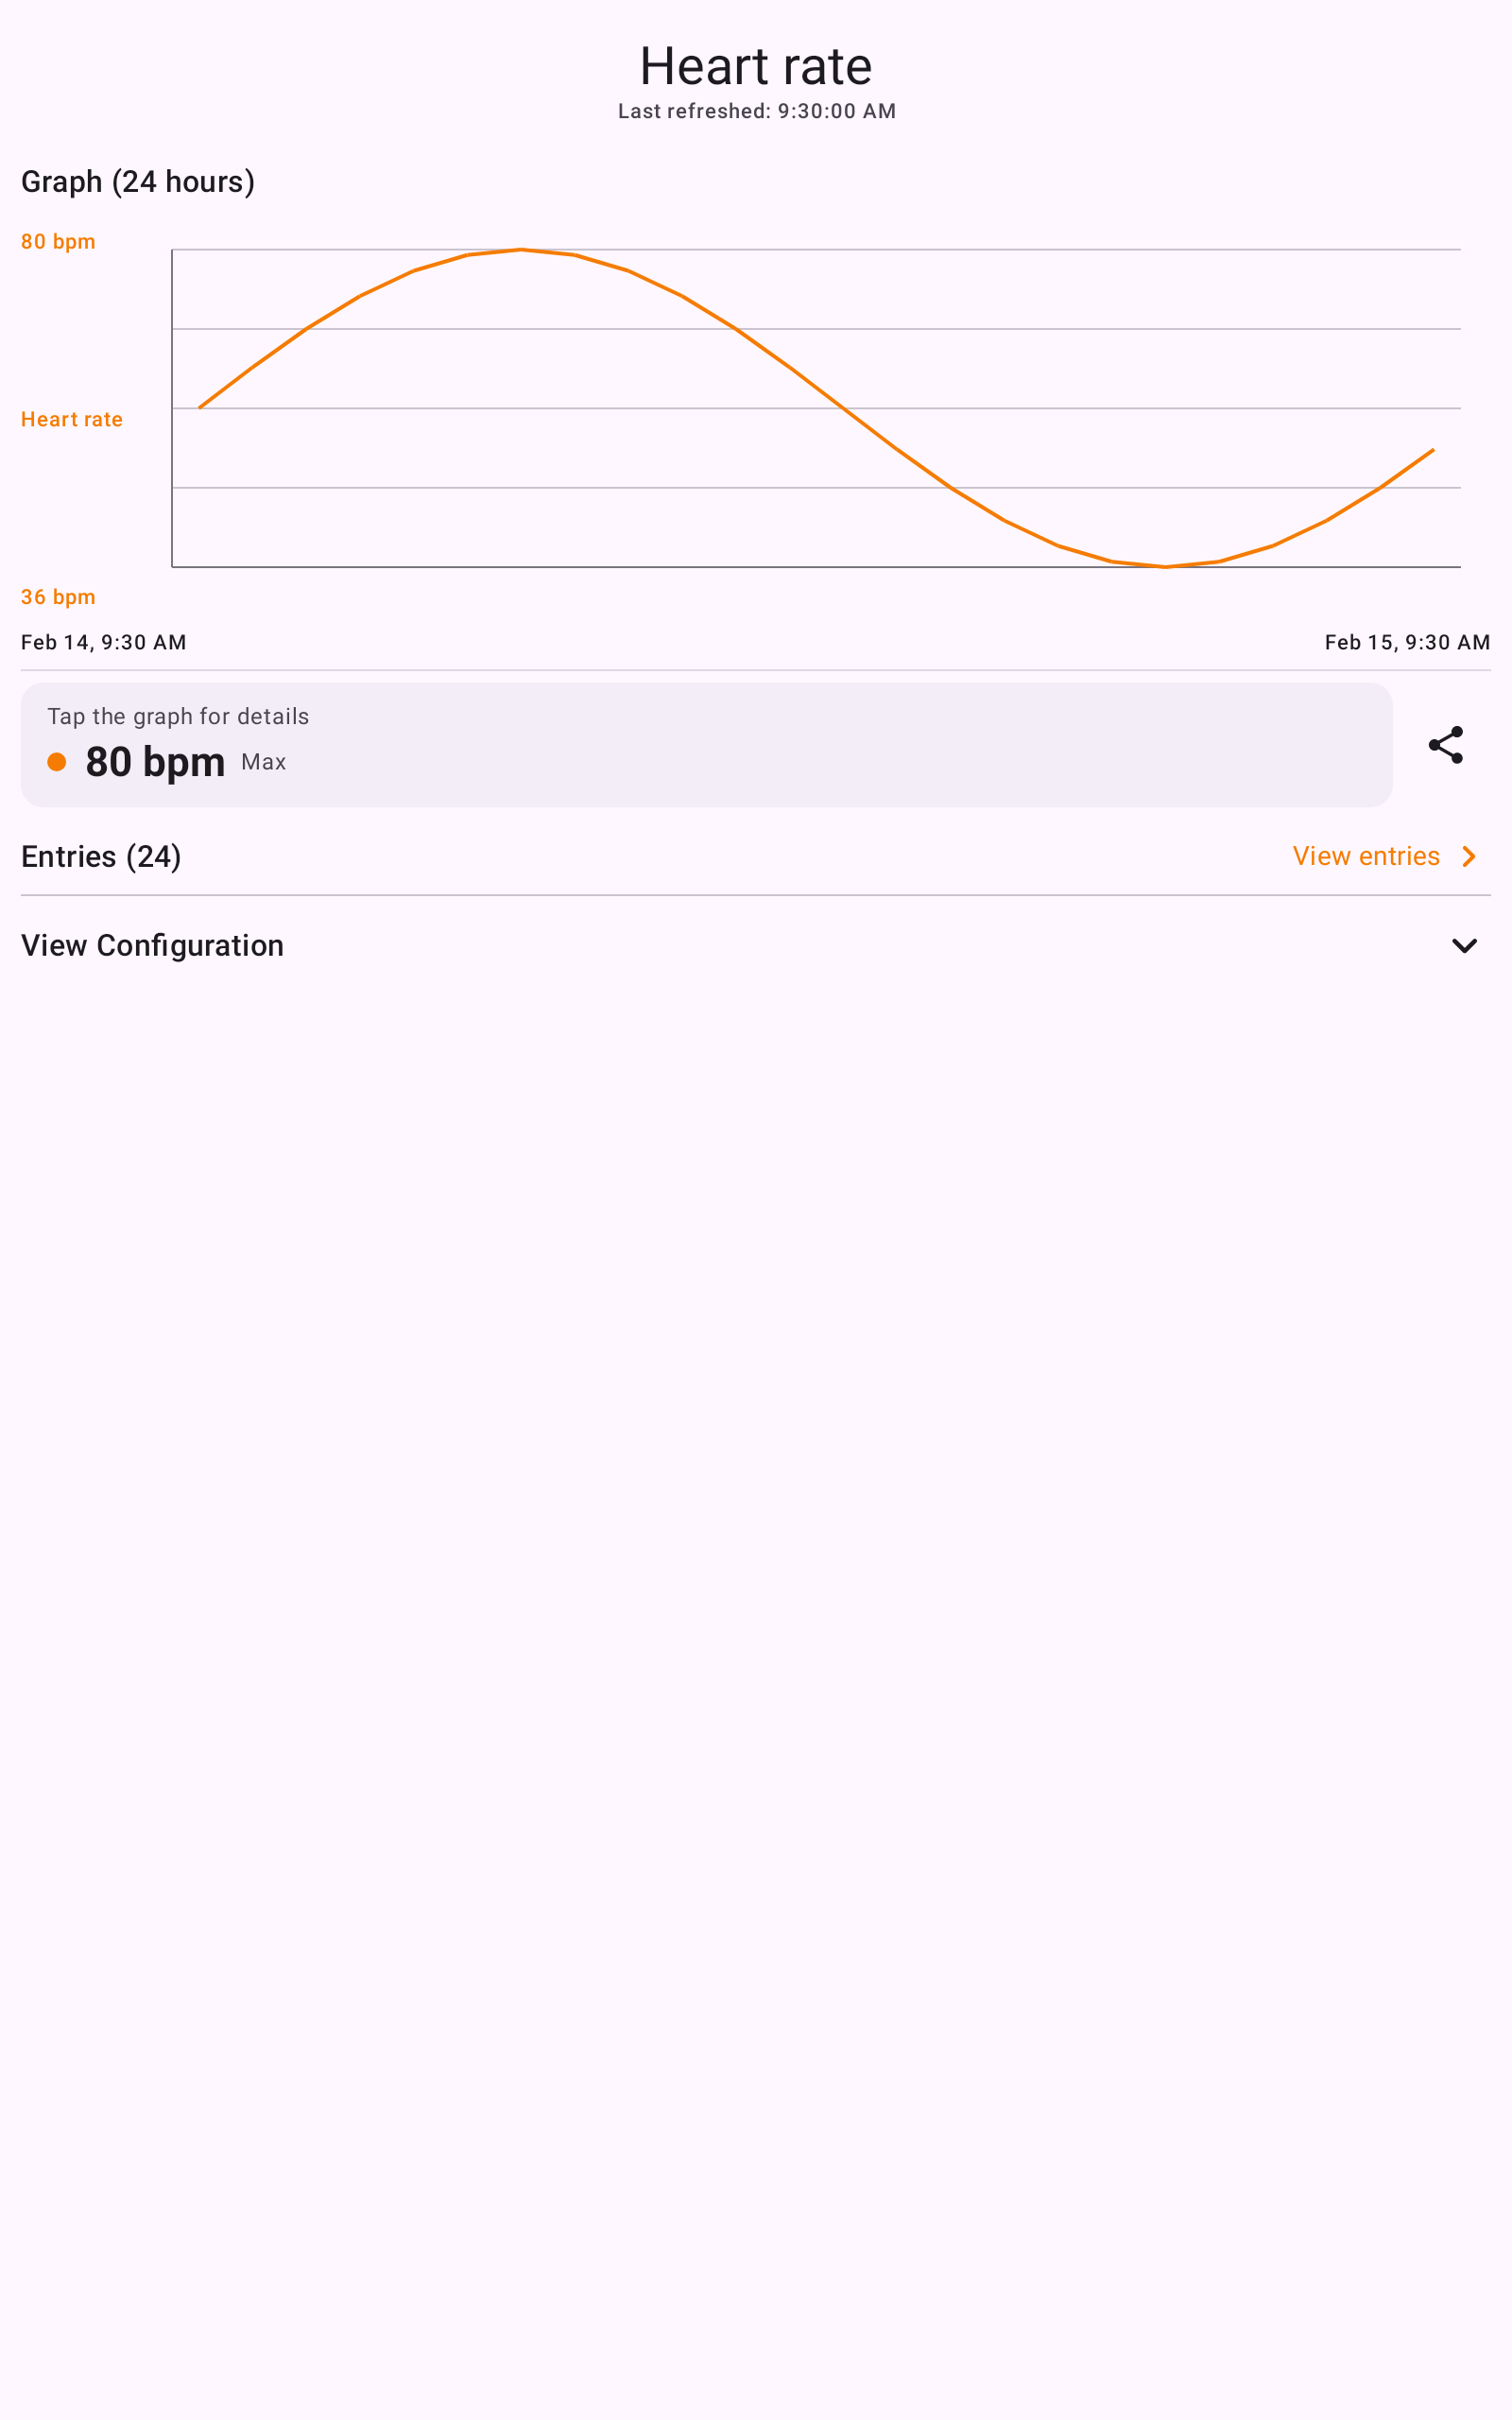 Heart rate
Last refreshed: 9:30:00 AM
Graph (24 hours)
80 bpm
Heart rate
36 bpm
Feb 14, 9:30 AM
Feb 15, 9:30 AM
Tap the graph for details
80 bpm Max
Entries (24)
View entries
View Configuration